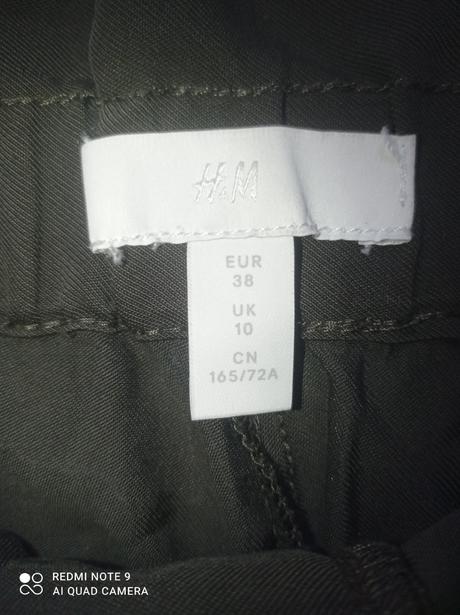 H&M
EUR
38
UK
10
CN
165/72A
REDMI NOTE 9
AI QUAD CAMERA